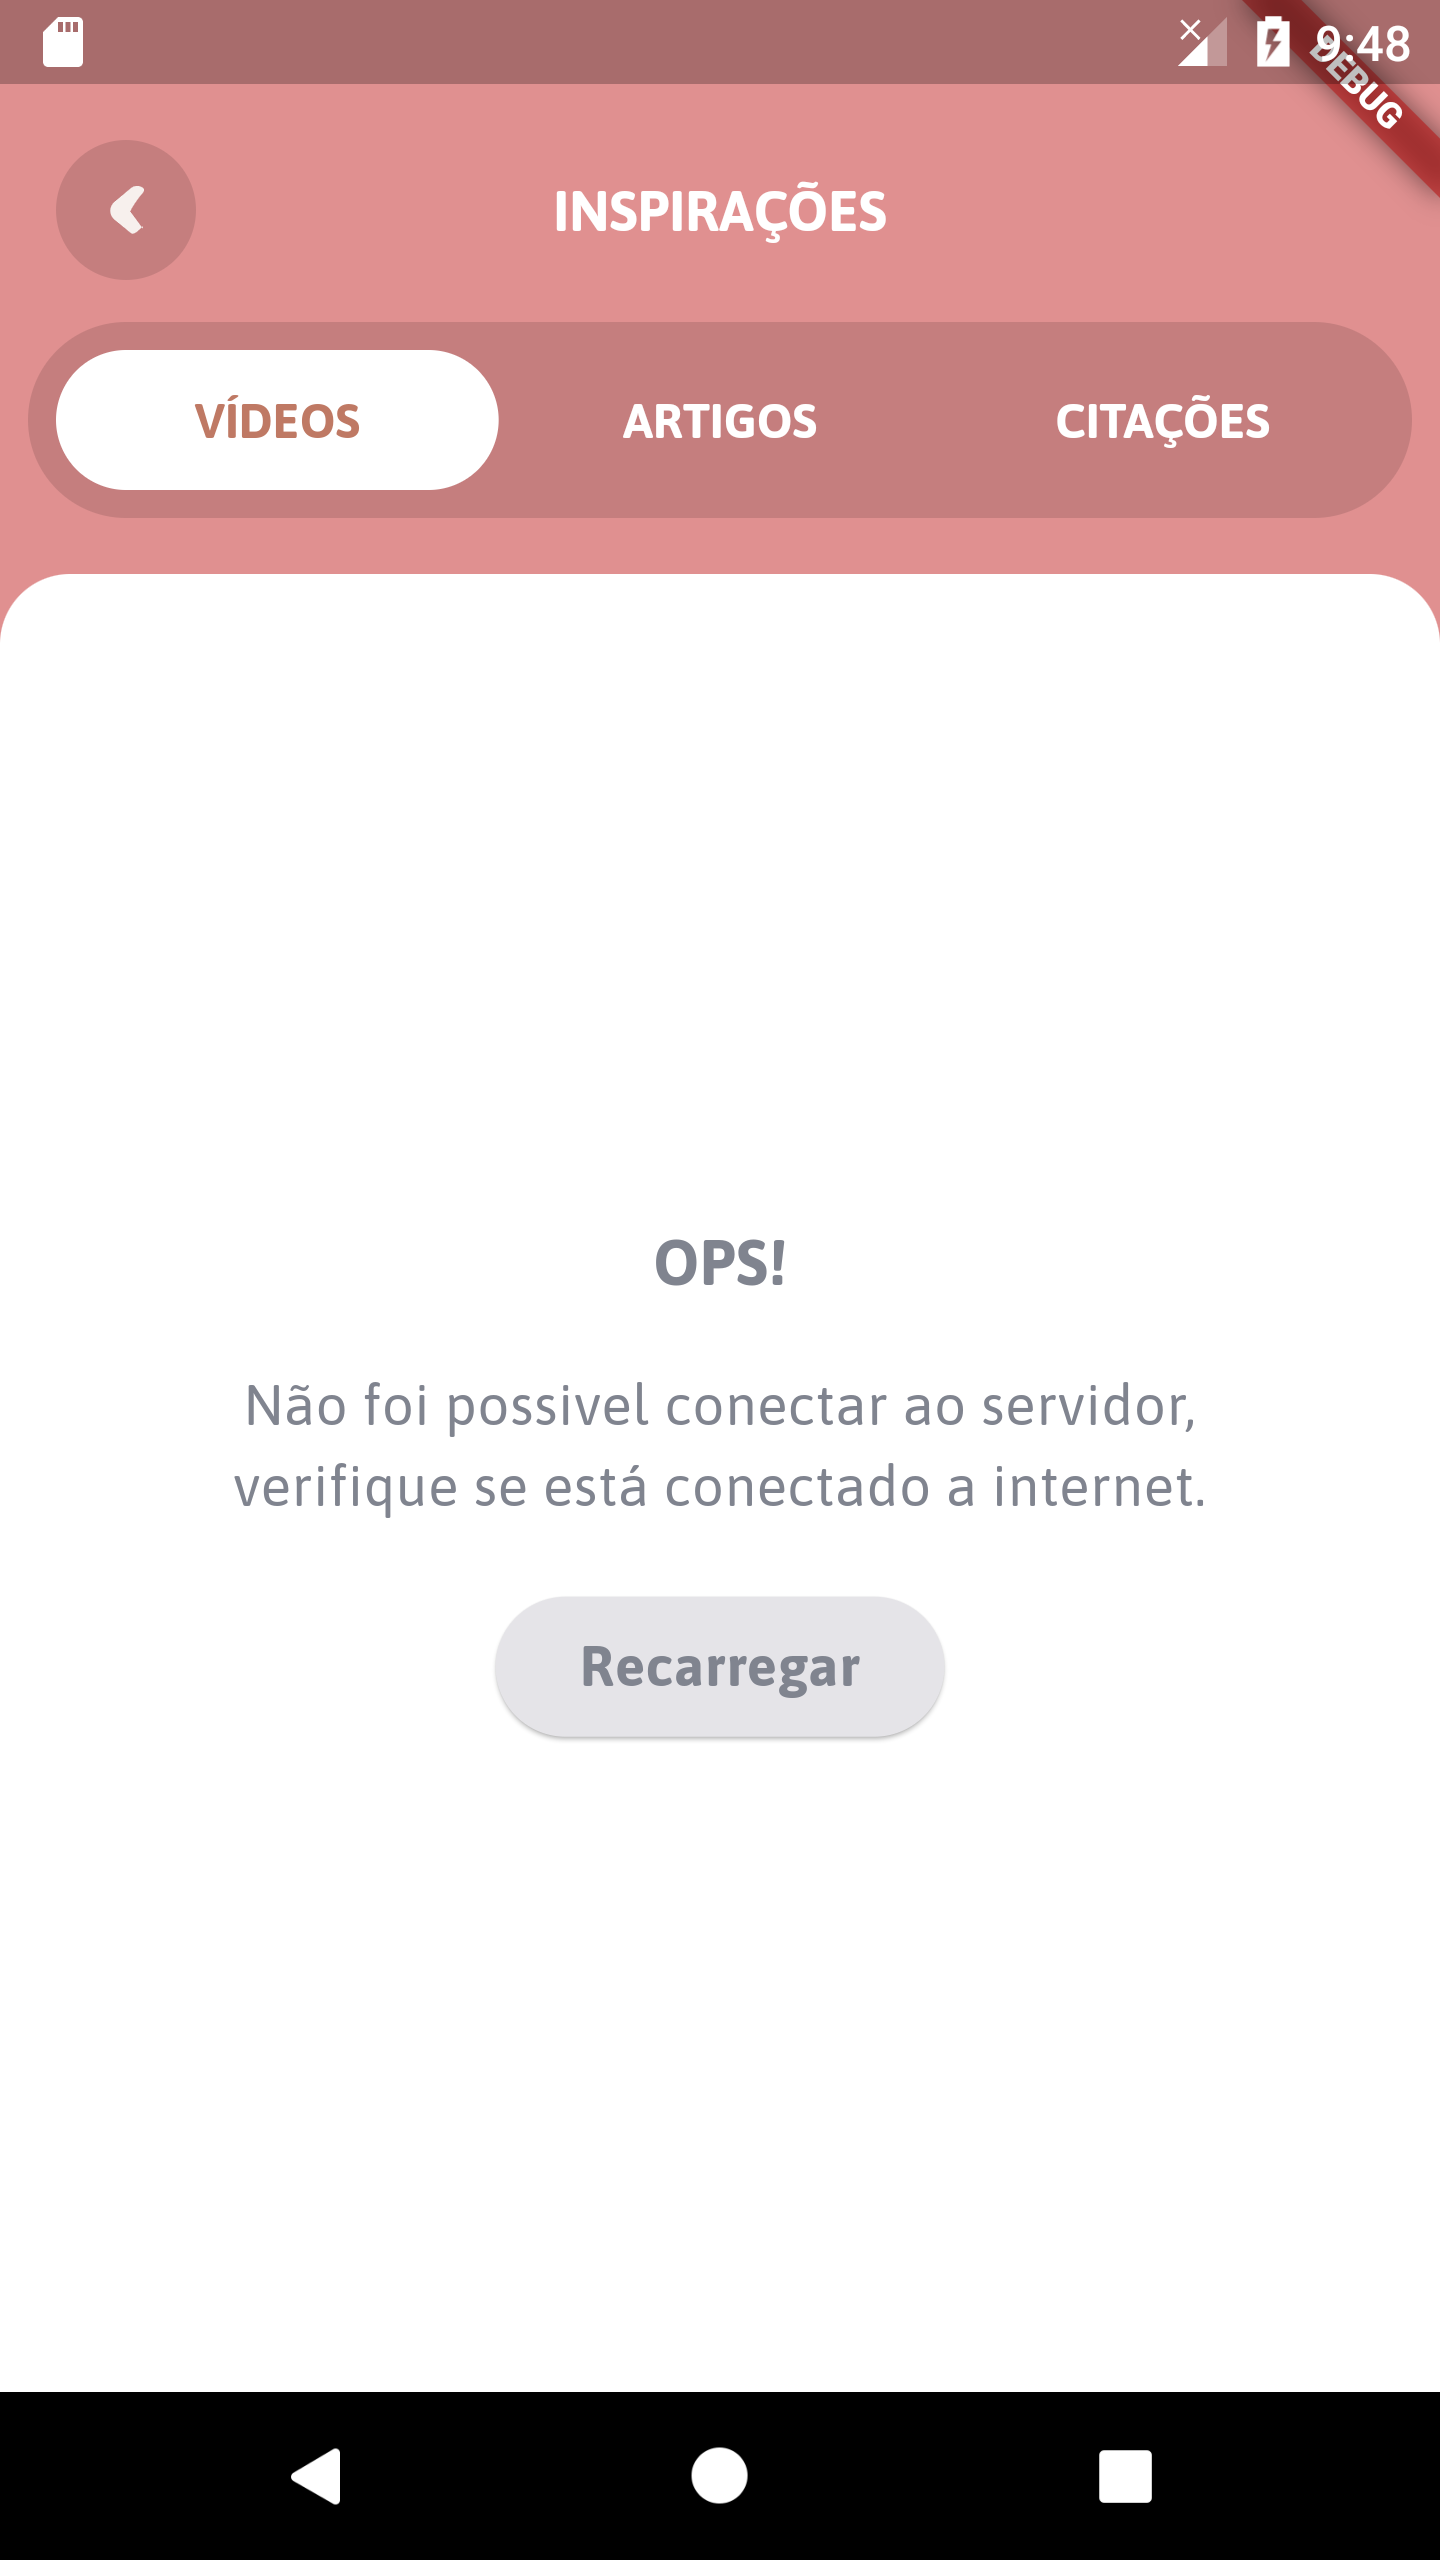 9:48
DEBUG
INSPIRAÇÕES
VÍDEOS
ARTIGOS
CITAÇÕES
OPS!
Não foi possivel conectar ao servidor,
verifique se está conectado a internet.
Recarregar